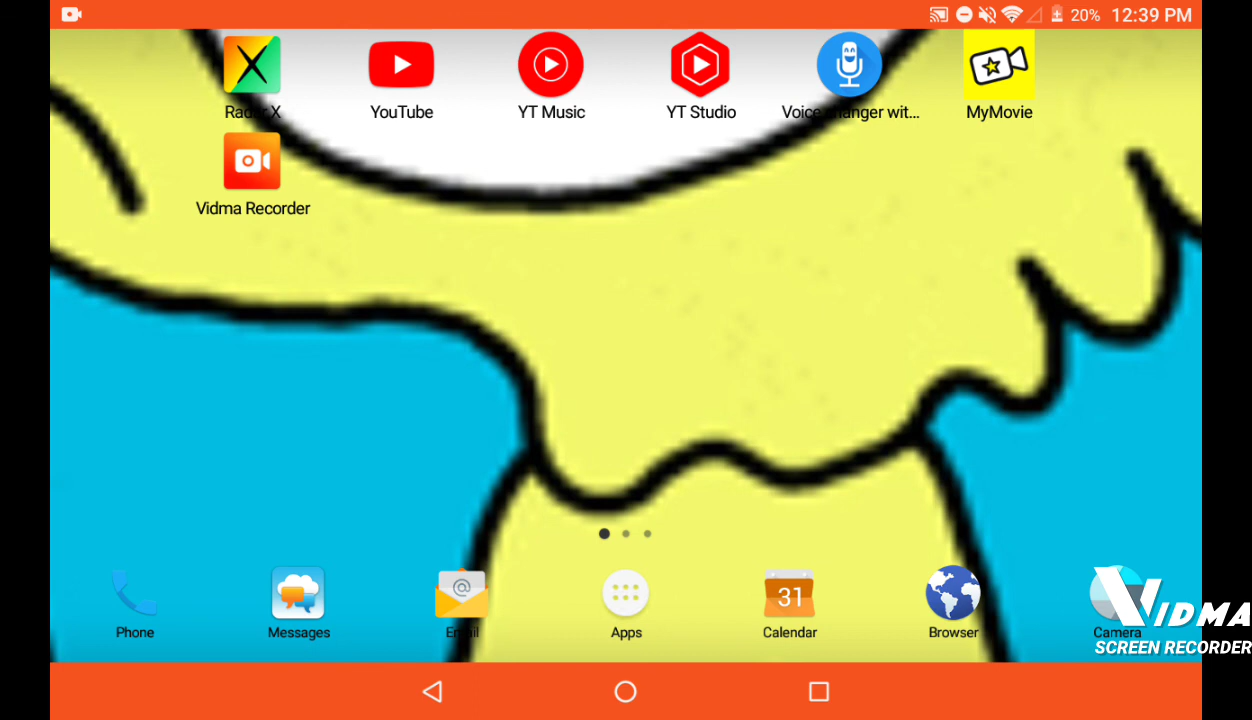 20% 12:39 PM
Radar X YouTube YT Music YT Studio Voice changer wit... MyMovie
Vidma Recorder
@ 31
Phone Messages Email Apps Calendar Browser Camera
VIDMA
SCREEN RECORDER